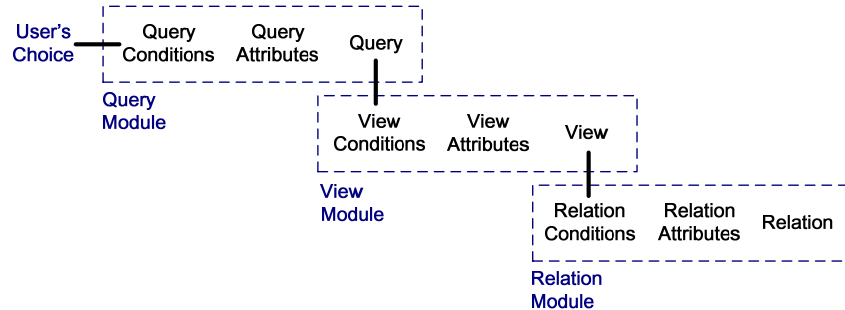 User's
Choice
Query
Conditions
Query
Attributes
Query
Query
Module
View
Conditions
View
Attributes
View
View
Module
Relation
Conditions
Relation
Attributes
Relation
Relation
Module